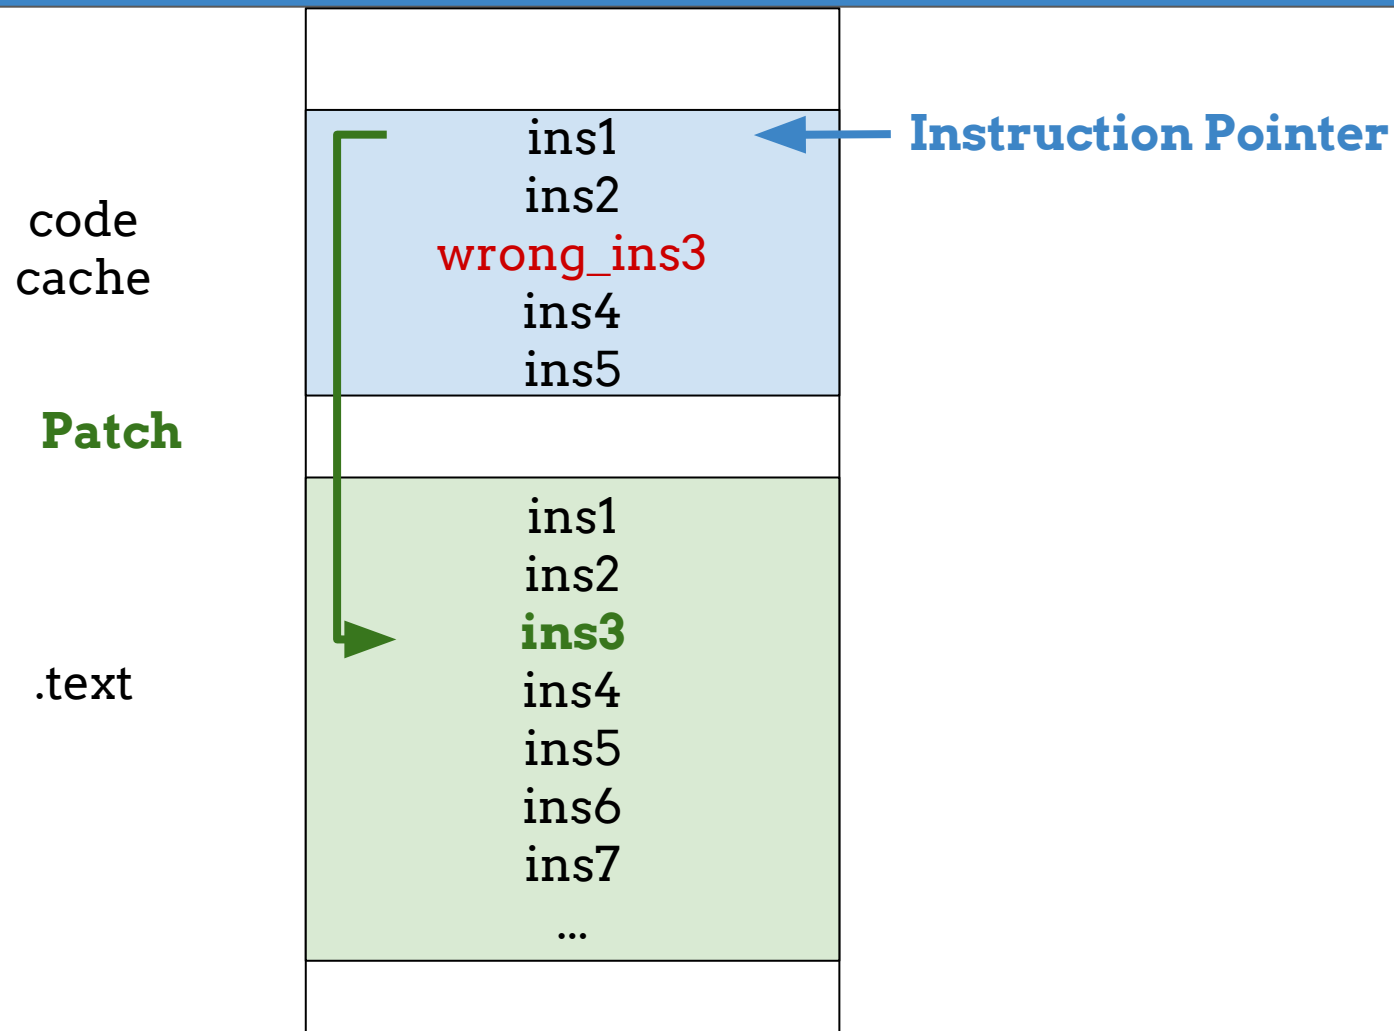 ins1
Instruction Pointer
ins2
code
cache
wrong_ins3
ins4
ins5
Patch
ins1
ins2
ins3
.text
ins4
ins5
ins6
ins7
...